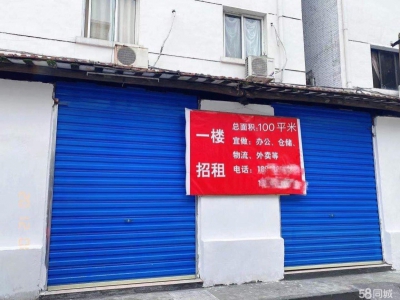 一楼
招租
总面积:100平米
宜做:办公、仓储、
物流、外卖等
电话:18
58同城